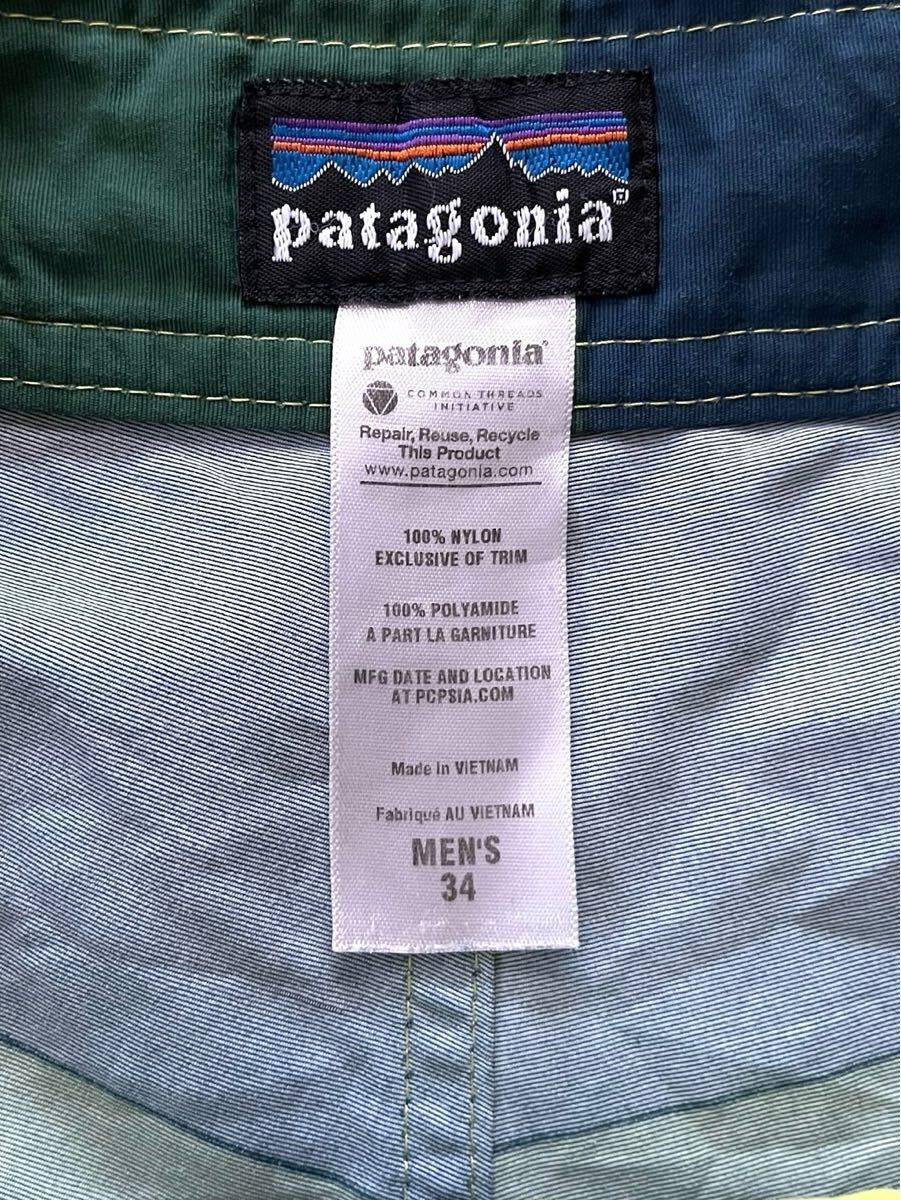 patagonia®
patagonia®
COMMON THREADS
INITIATIVE
Repair, Reuse, Recycle
This Product
www.patagonia.com
100% NYLON
EXCLUSIVE OF TRIM
100% POLYAMIDE
A PART LA GARNITURE
MFG DATE AND LOCATION
AT PCPSIA.COM
Made in VIETNAM
Fabriqué AU VIETNAM
MEN'S
34